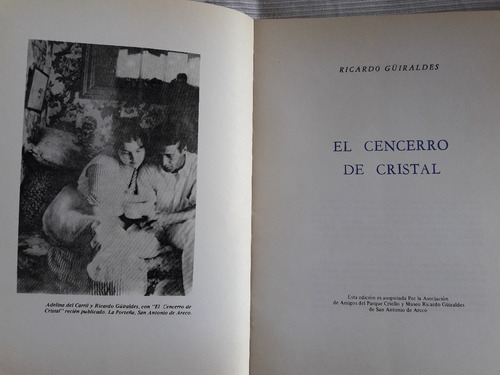 Adelina del Carril y Ricardo Güiraldes, con "El Cencerro de
Cristal" recién publicado. La Porteña, San Antonio de Areco.
RICARDO GÜIRALDES
EL CENCERRO
DE CRISTAL
Esta edición es auspiciada Por la Asociación
de Amigos del Parque Criollo y Museo Ricardo Güiraldes
de San Antonio de Areco